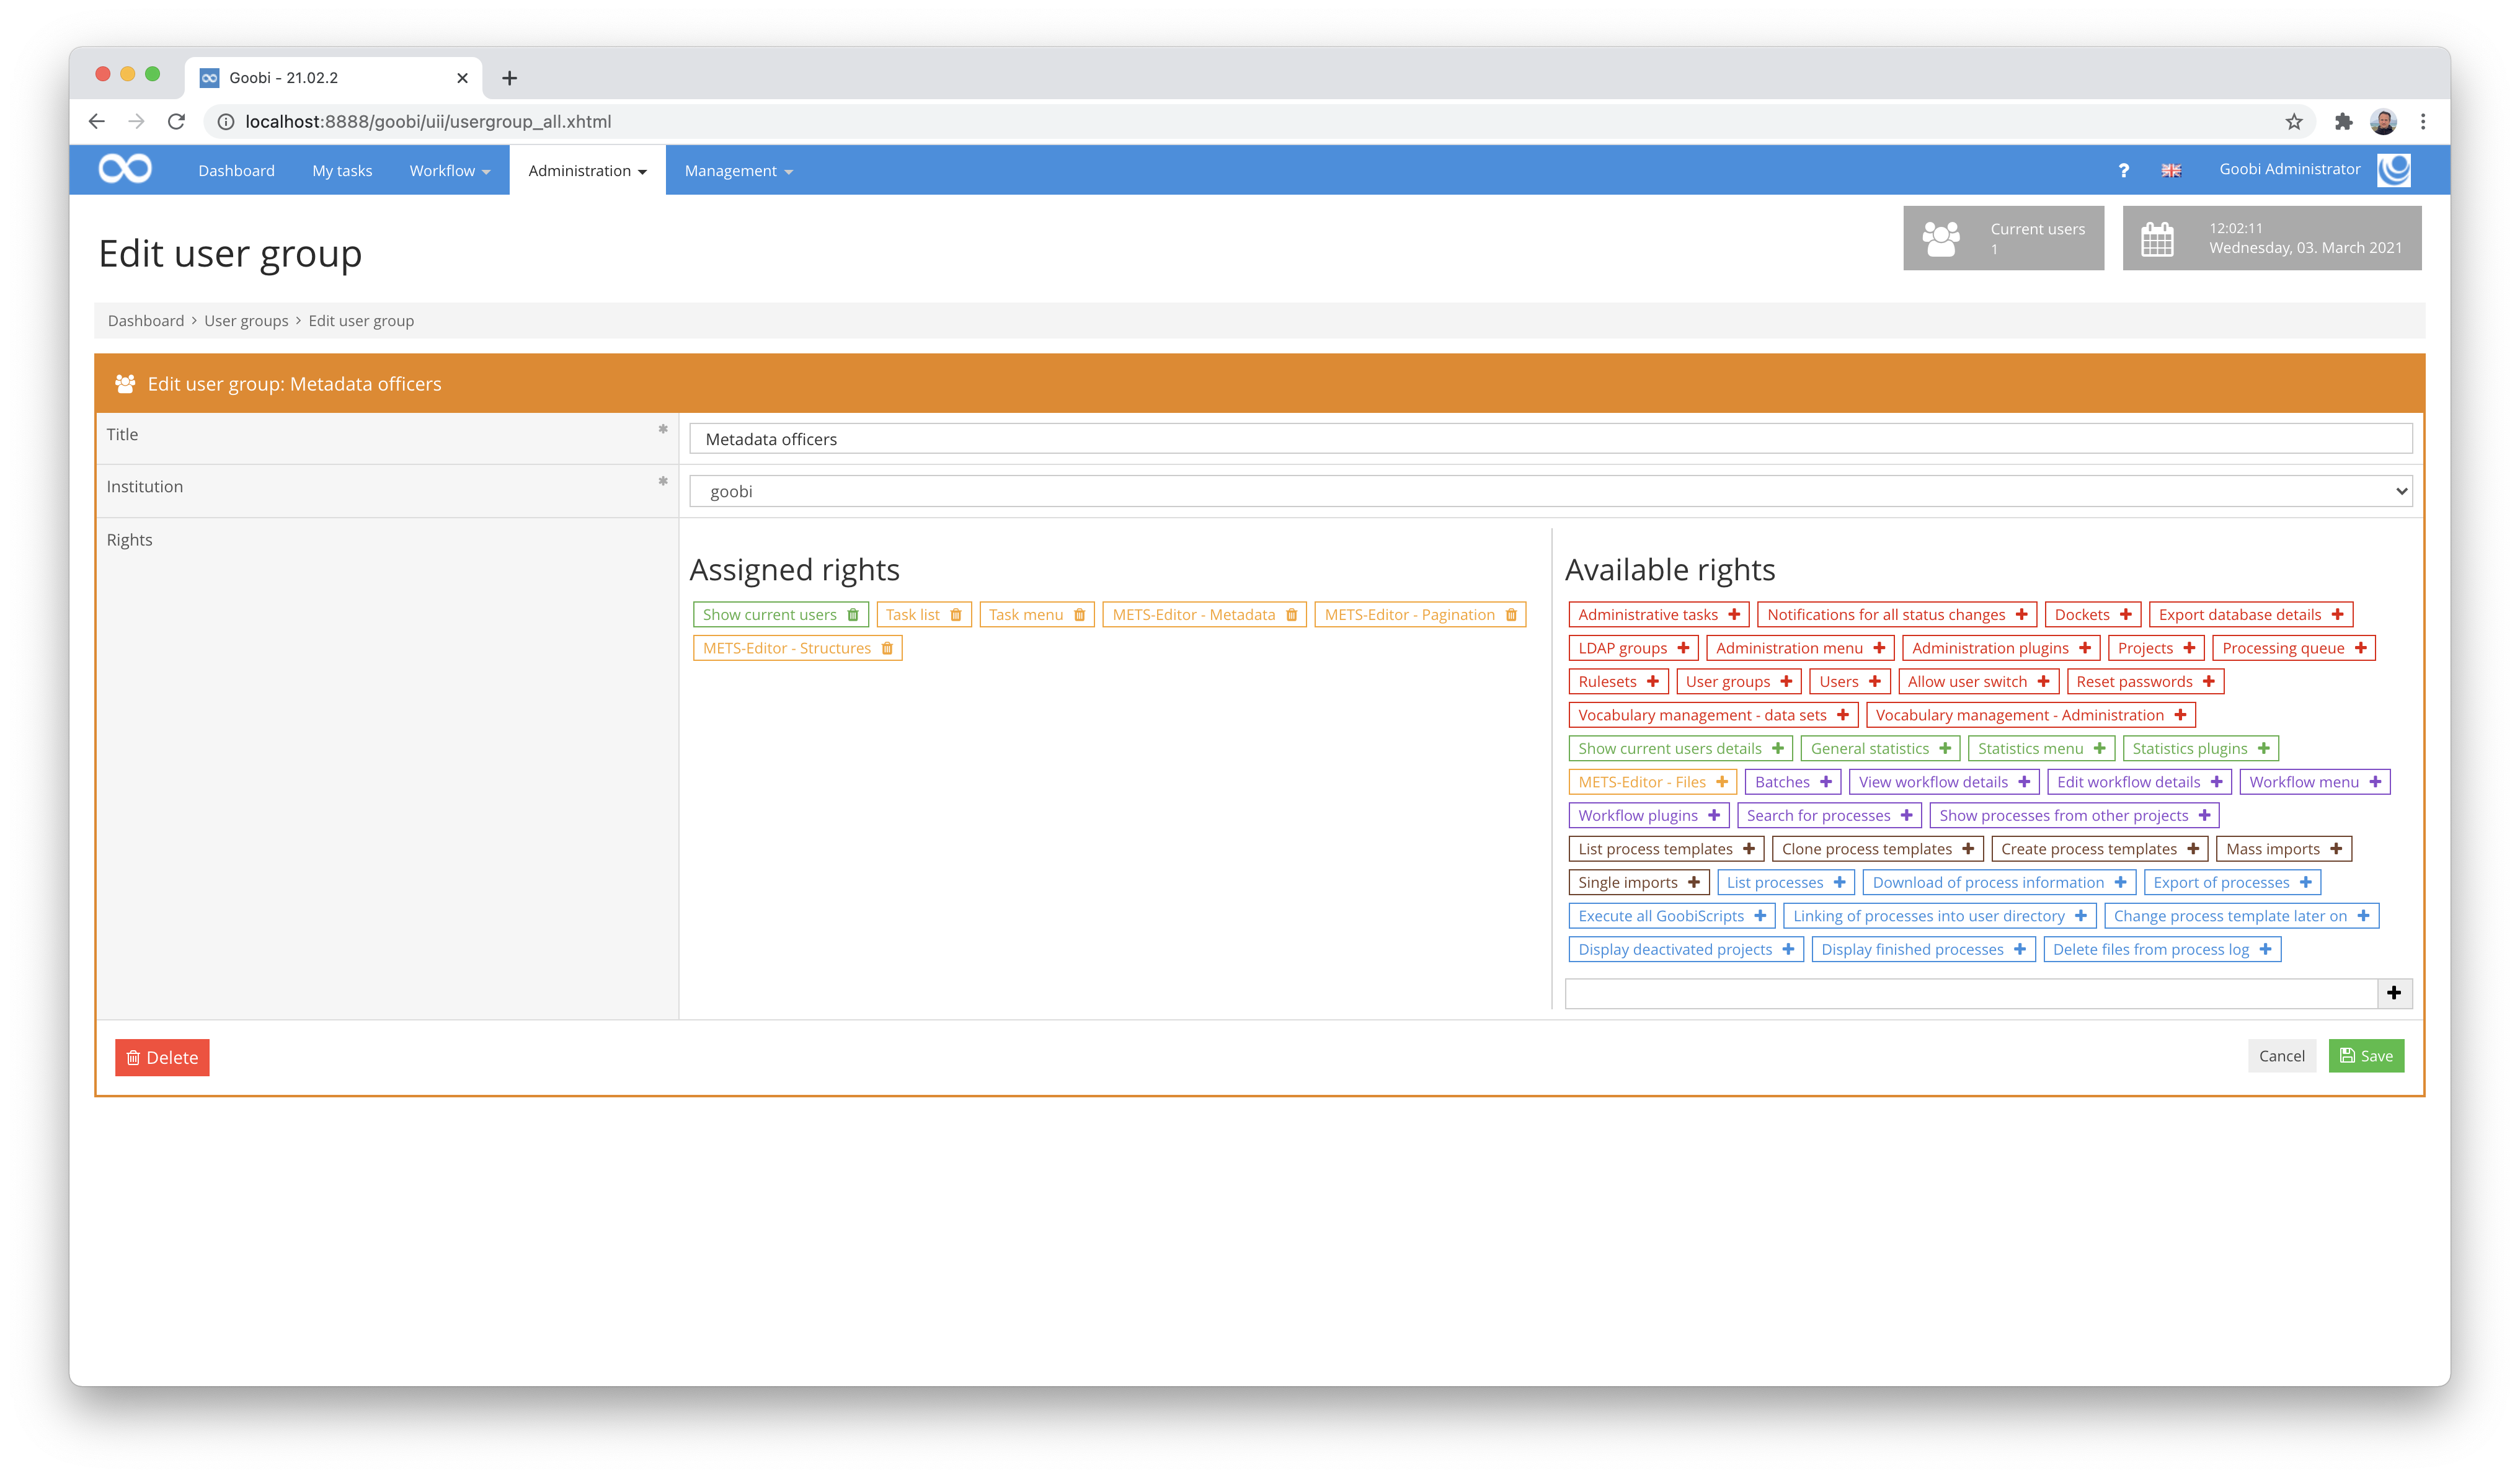 Goobi - 21.02.2
localhost:8888/goobi/uii/usergroup_all.xhtml
Dashboard My tasks Workflow Administration Management ? Goobi Administrator
Current users
1
12:02:11
Wednesday, 03. March 2021
Edit user group
Dashboard > User groups > Edit user group
Edit user group: Metadata officers
Title * Metadata officers
Institution * goobi
Rights
Assigned rights
Show current users Task list Task menu METS-Editor - Metadata METS-Editor - Pagination
METS-Editor - Structures
Available rights
Administrative tasks Notifications for all status changes Dockets Export database details
LDAP groups Administration menu Administration plugins Projects Processing queue
Rulesets User groups Users Allow user switch Reset passwords
Vocabulary management - data sets Vocabulary management - Administration
Show current users details General statistics Statistics menu Statistics plugins
METS-Editor - Files Batches View workflow details Edit workflow details Workflow menu
Workflow plugins Search for processes Show processes from other projects
List process templates Clone process templates Create process templates Mass imports
Single imports List processes Download of process information Export of processes
Execute all GoobiScripts Linking of processes into user directory Change process template later on
Display deactivated projects Display finished processes Delete files from process log
Delete Cancel Save